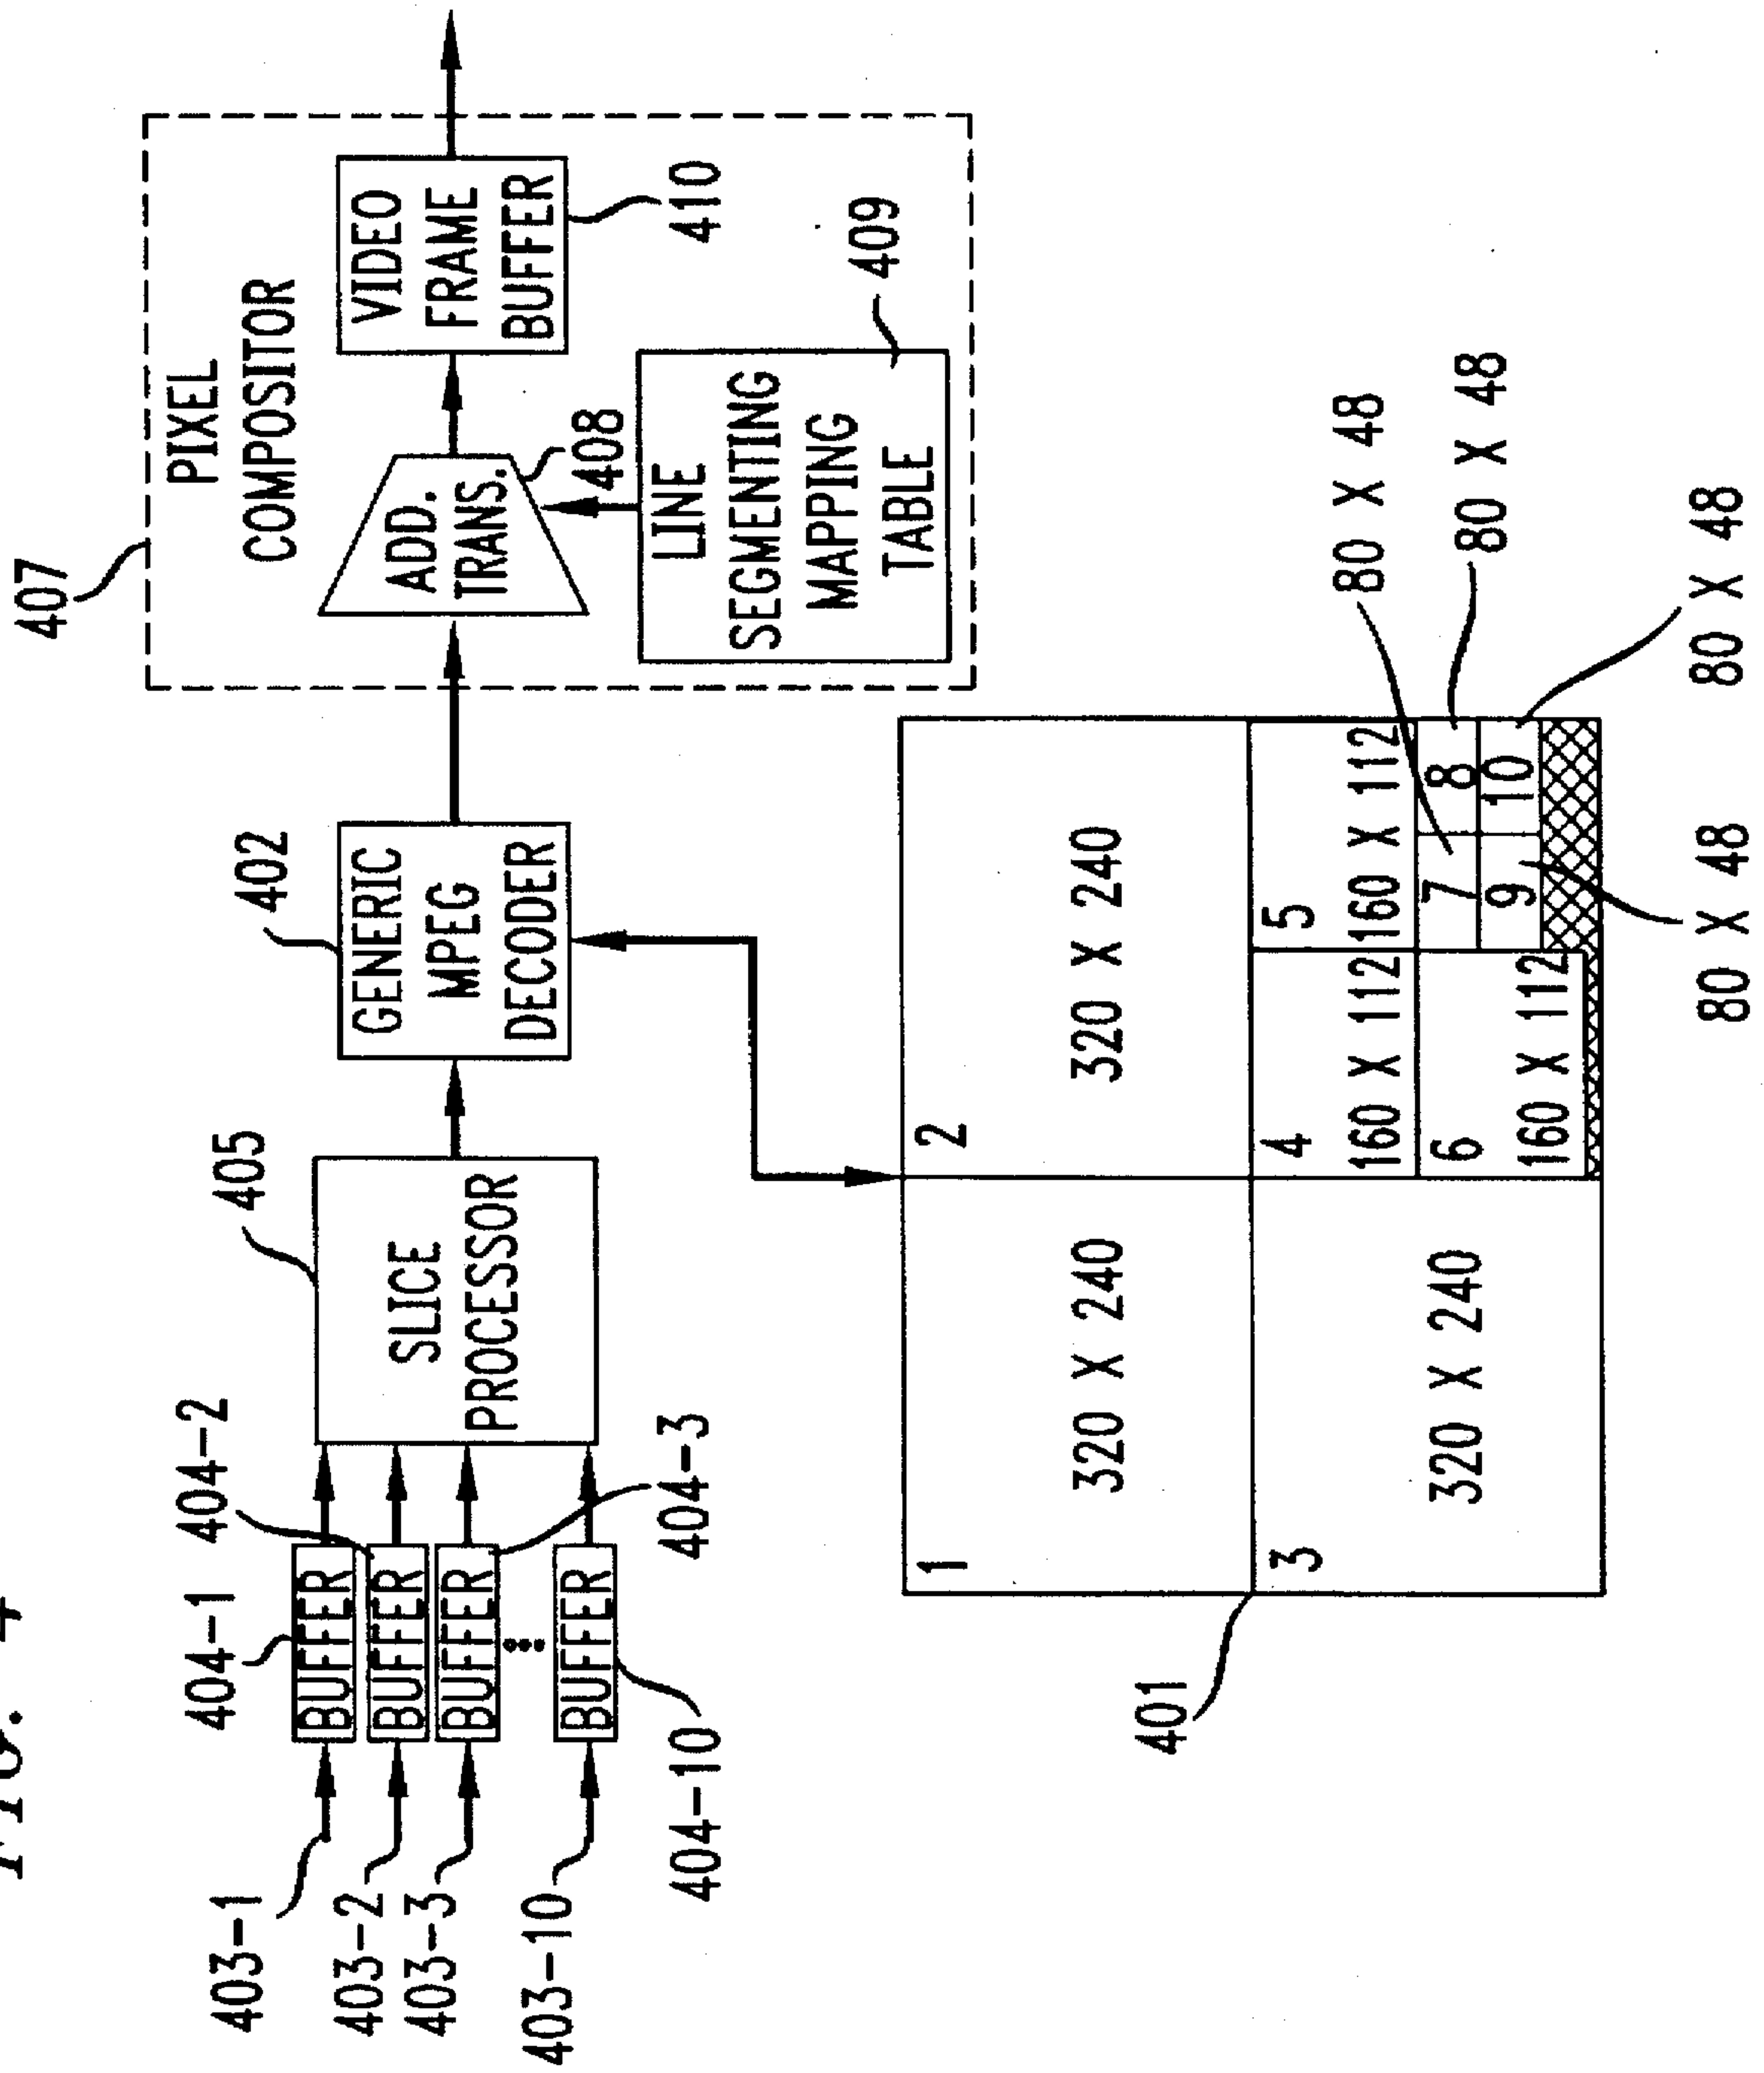 FIG. 4
407
PIXEL
COMPOSITOR
VIDEO
FRAME
BUFFER
410
ADD.
TRANS.
408
LINE
SEGMENTING
MAPPING
TABLE
409
402
GENERIC
MPEG
DECODER
405
SLICE
PROCESSOR
404-1
404-2
404-3
404-10
BUFFER
BUFFER
BUFFER
BUFFER
403-1
403-2
403-3
403-10
401
1
320 X 240
2
320 X 240
3
320 X 240
4
160 X 112
5
160 X 112
6
160 X 112
7
8
9
10
80 X 48
80 X 48
80 X 48
80 X 48